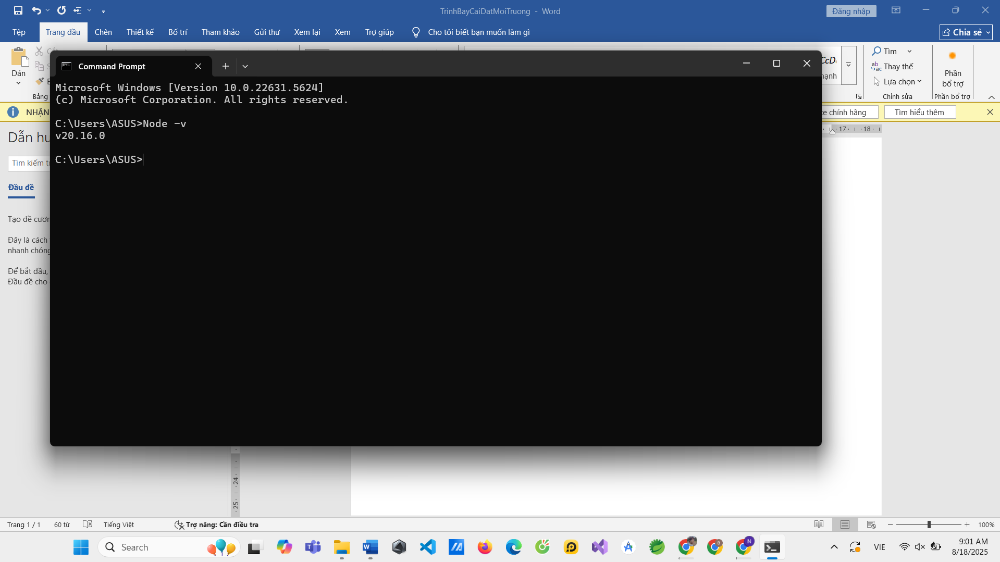 TrinhBayCaiDatMoiTruong - Word
Đăng nhập
Tệp
Trang đầu
Chèn
Thiết kế
Bố trí
Tham khảo
Gửi thư
Xem lại
Xem
Trợ giúp
Cho tôi biết bạn muốn làm gì
Chia sẻ
Dán
Bảng
Tìm
Thay thế
Lựa chọn
Chỉnh sửa
Phần
bổ trợ
Phần bổ trợ
NHẬN
chính hãng
Tìm hiểu thêm
Command Prompt
Microsoft Windows [Version 10.0.22631.5624]
(c) Microsoft Corporation. All rights reserved.
C:\Users\ASUS>Node -v
v20.16.0
C:\Users\ASUS>
Dẫn
Tìm kiếm
Đầu đề
Tạo đề
Đây là cách
nhanh
Để bắt đầu,
Đầu đề cho
17 18
24
25
Trang 1 / 1
60 từ
Tiếng Việt
Trợ năng: Cần điều tra
100%
Search
VIE
9:01 AM
8/18/2025